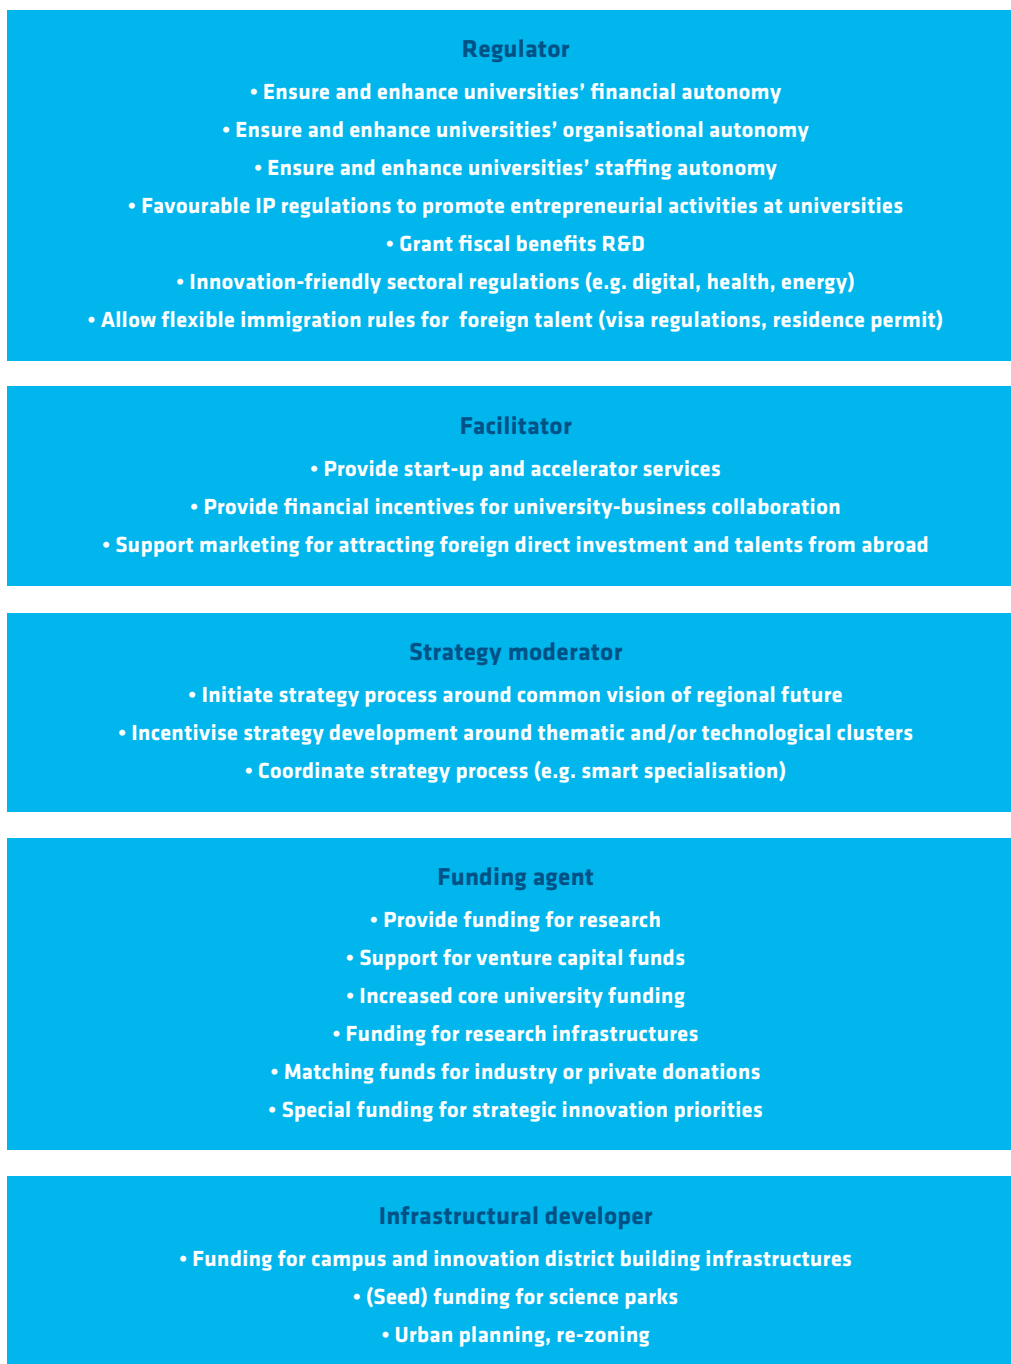 Regulator
• Ensure and enhance universities’ financial autonomy
• Ensure and enhance universities’ organisational autonomy
• Ensure and enhance universities’ staffing autonomy
• Favourable IP regulations to promote entrepreneurial activities at universities
• Grant fiscal benefits R&D
• Innovation-friendly sectoral regulations (e.g. digital, health, energy)
• Allow flexible immigration rules for  foreign talent (visa regulations, residence permit)
Facilitator
• Provide start-up and accelerator services
• Provide financial incentives for university-business collaboration
• Support marketing for attracting foreign direct investment and talents from abroad
Strategy moderator
• Initiate strategy process around common vision of regional future
• Incentivise strategy development around thematic and/or technological clusters
• Coordinate strategy process (e.g. smart specialisation)
Funding agent
• Provide funding for research
• Support for venture capital funds
• Increased core university funding
• Funding for research infrastructures
• Matching funds for industry or private donations
• Special funding for strategic innovation priorities
Infrastructural developer
• Funding for campus and innovation district building infrastructures
• (Seed) funding for science parks
• Urban planning, re-zoning